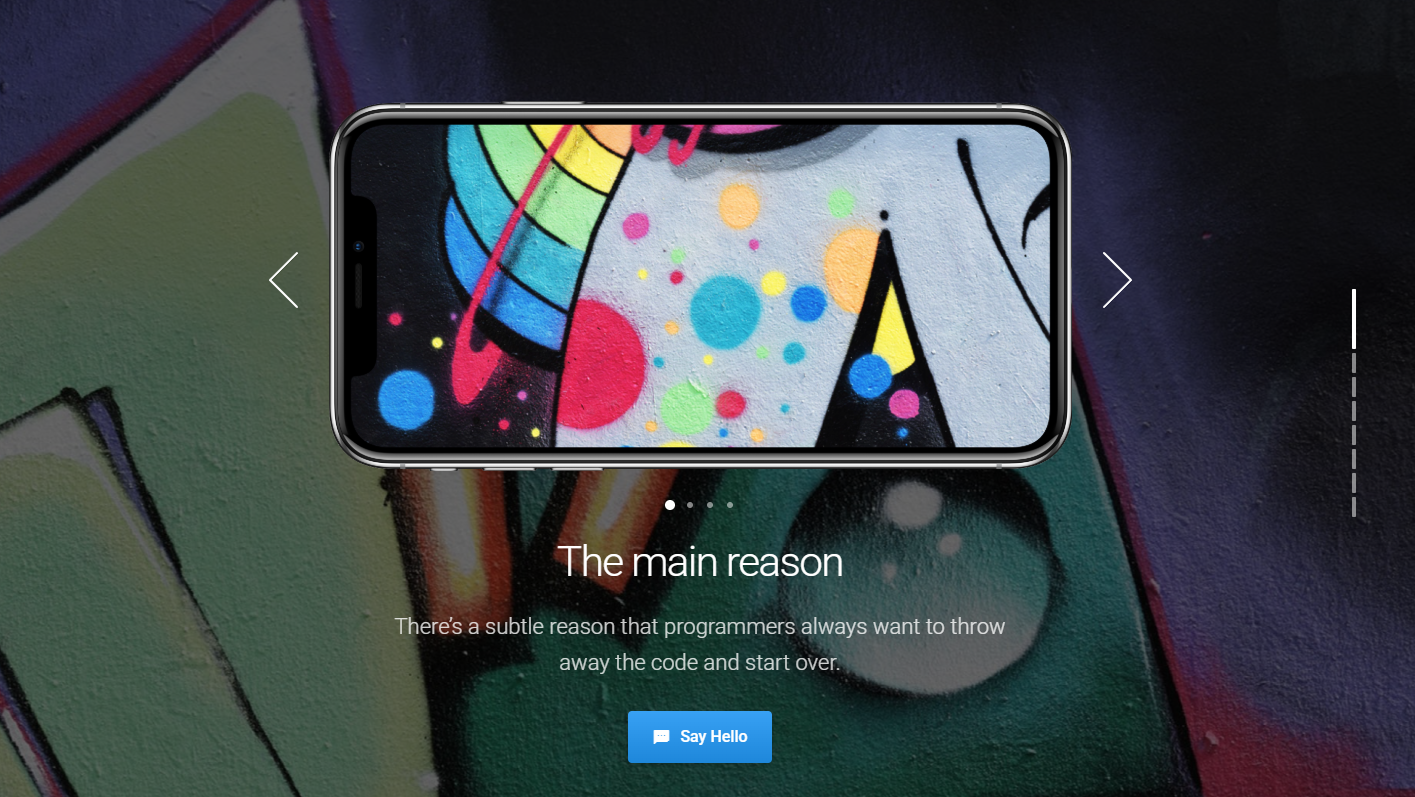 The main reason
There’s a subtle reason that programmers always want to throw
away the code and start over.
Say Hello